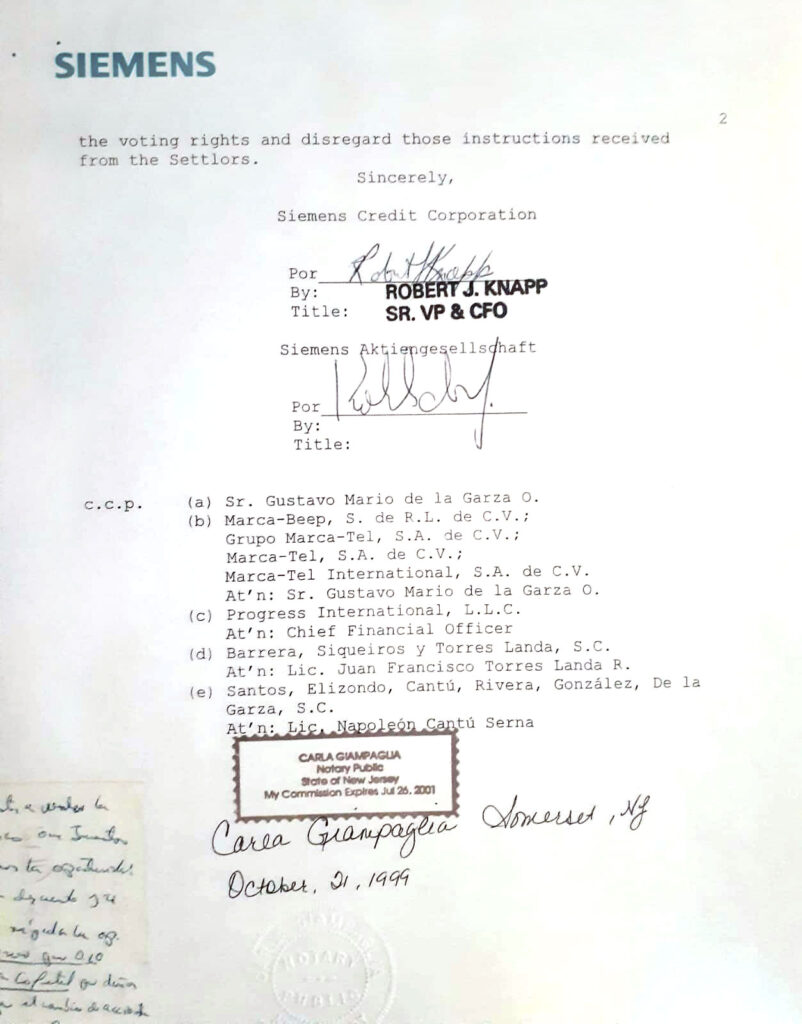 SIEMENS
2
the voting rights and disregard those instructions received
from the Settlors.
Sincerely,
Siemens Credit Corporation
Por
By: ROBERT J. KNAPP
Title: SR. VP & CFO
Siemens Aktiengesellschaft
Por
By:
Title:
c.c.p. (a) Sr. Gustavo Mario de la Garza O.
(b) Marca-Beep, S. de R.L. de C.V.;
Grupo Marca-Tel, S.A. de C.V.;
Marca-Tel, S.A. de C.V.;
Marca-Tel International, S.A. de C.V.
At'n: Sr. Gustavo Mario de la Garza O.
(c) Progress International, L.L.C.
At'n: Chief Financial Officer
(d) Barrera, Siqueiros y Torres Landa, S.C.
At'n: Lic. Juan Francisco Torres Landa R.
(e) Santos, Elizondo, Cantú, Rivera, González, De la
Garza, S.C.
At'n: Lic. Napoleón Cantú Serna
CARLA GIAMPAGLIA
Notary Public
State of New Jersey
My Commission Expires Jul 26, 2001
Carla Giampaglia Somerset, NJ
October, 21, 1999
NOTARY
PUBLIC